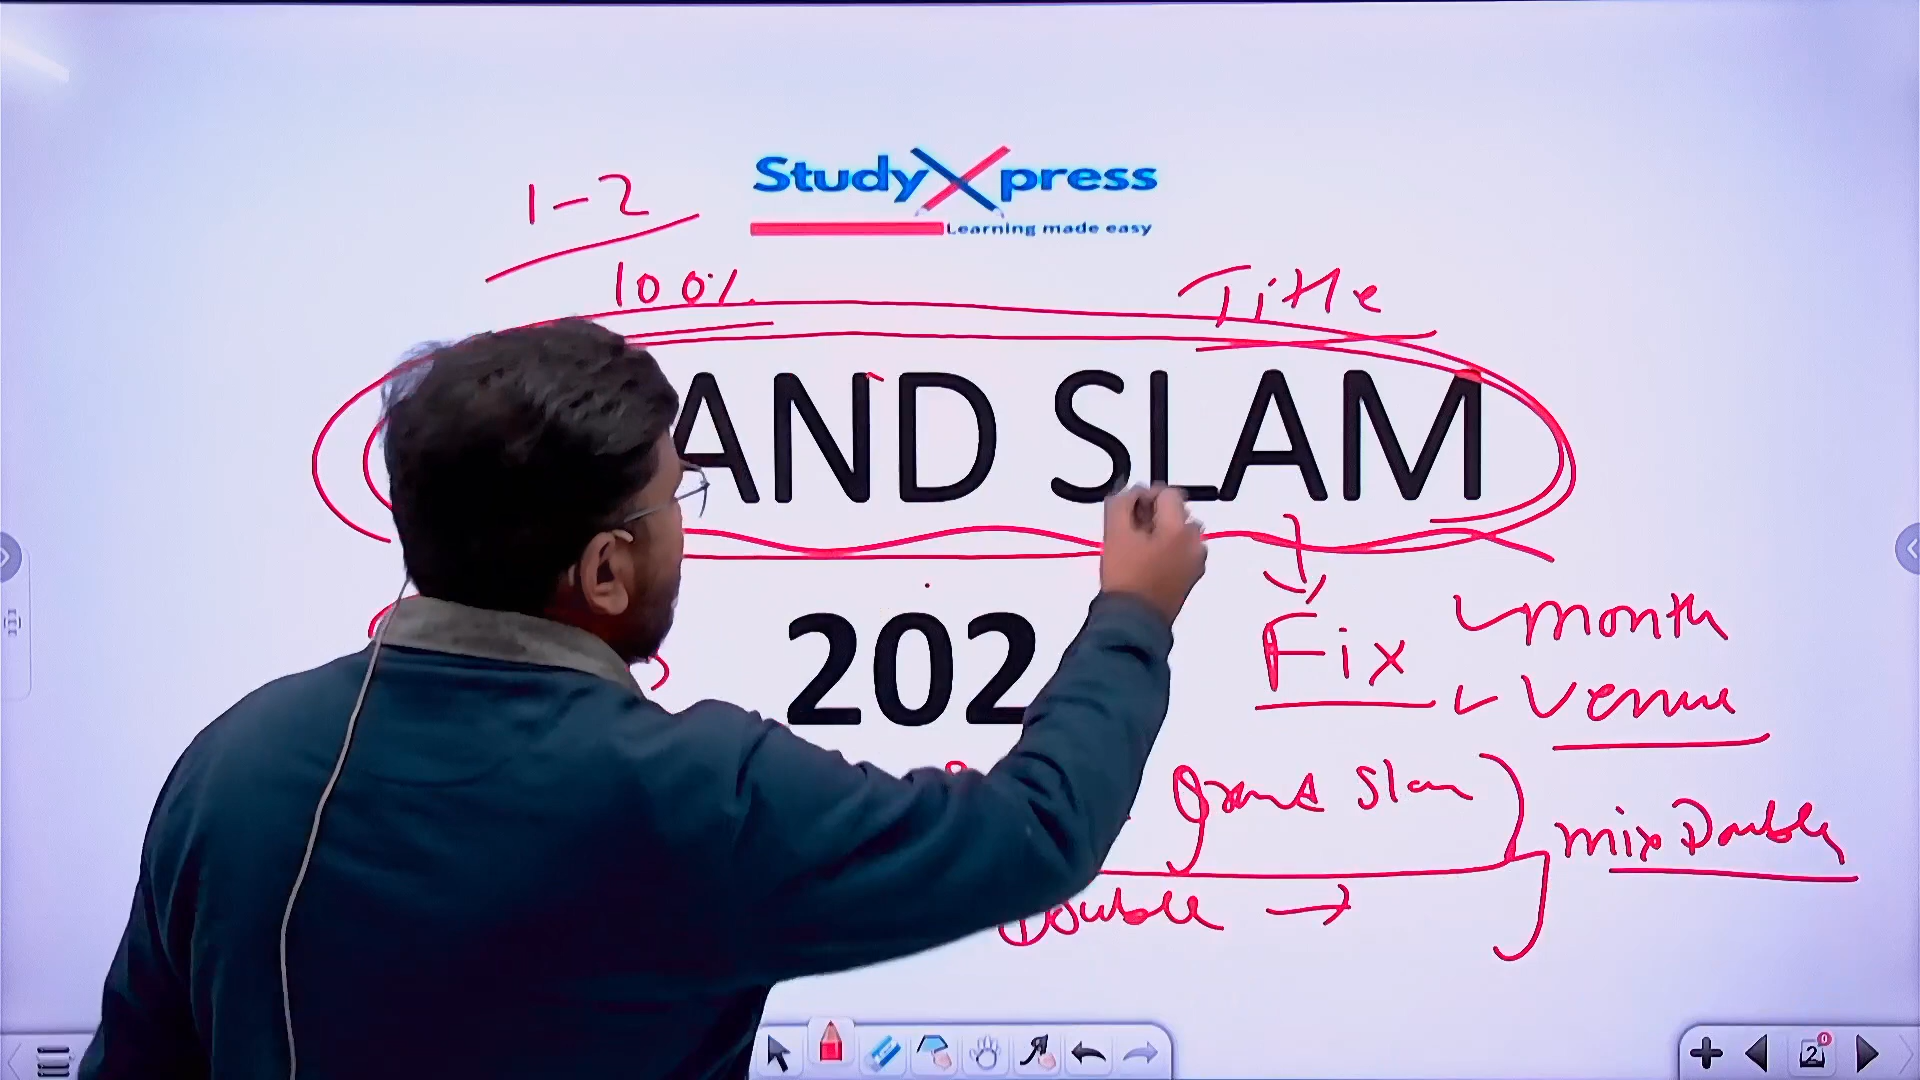 StudyXpress
Learning made easy
1-2
100%
Title
AND SLAM
Fix
month
venue
202
Grand Slam
mix Double
Double →
2